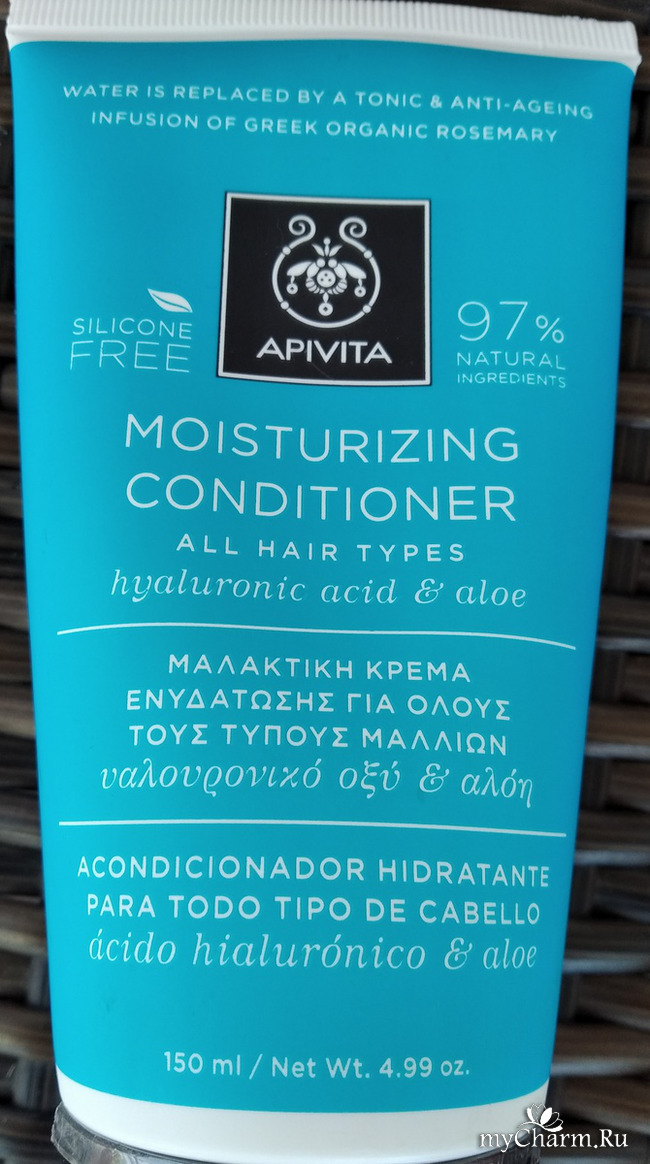 WATER IS REPLACED BY A TONIC & ANTI-AGEING
INFUSION OF GREEK ORGANIC ROSEMARY
APIVITA
SILICONE
FREE
97%
NATURAL
INGREDIENTS
MOISTURIZING
CONDITIONER
ALL HAIR TYPES
hyaluronic acid & aloe
ΜΑΛΑΚΤΙΚΗ ΚΡΕΜΑ
ΕΝΥΔΑΤΩΣΗΣ ΓΙΑ ΟΛΟΥΣ
ΤΟΥΣ ΤΥΠΟΥΣ ΜΑΛΛΙΩΝ
υαλουρονικό οξύ & αλόη
ACONDICIONADOR HIDRATANTE
PARA TODO TIPO DE CABELLO
ácido hialurónico & aloe
150 ml / Net Wt. 4.99 oz.
myCharm.Ru